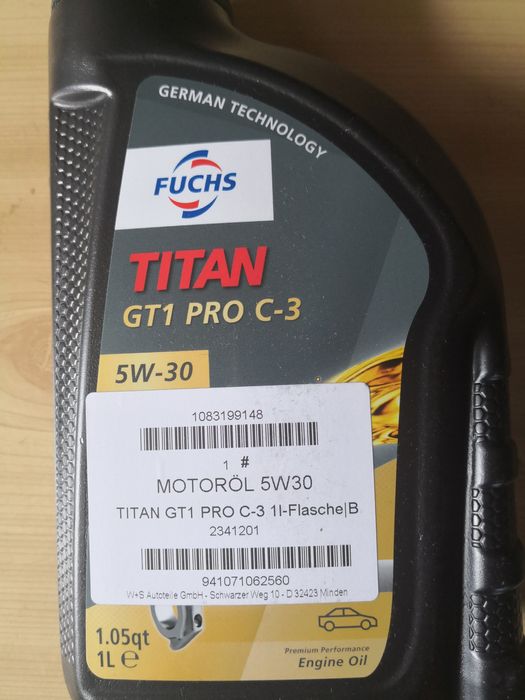 GERMAN TECHNOLOGY
FUCHS
TITAN
GT1 PRO C-3
5W-30
1083199148
1 #
MOTORÖL 5W30
TITAN GT1 PRO C-3 1l-Flasche|B
2341201
941071062560
W+S Autoteile GmbH - Schwarzer Weg 10 - D 32423 Minden
1.05qt
1L ℮
Premium Performance
Engine Oil